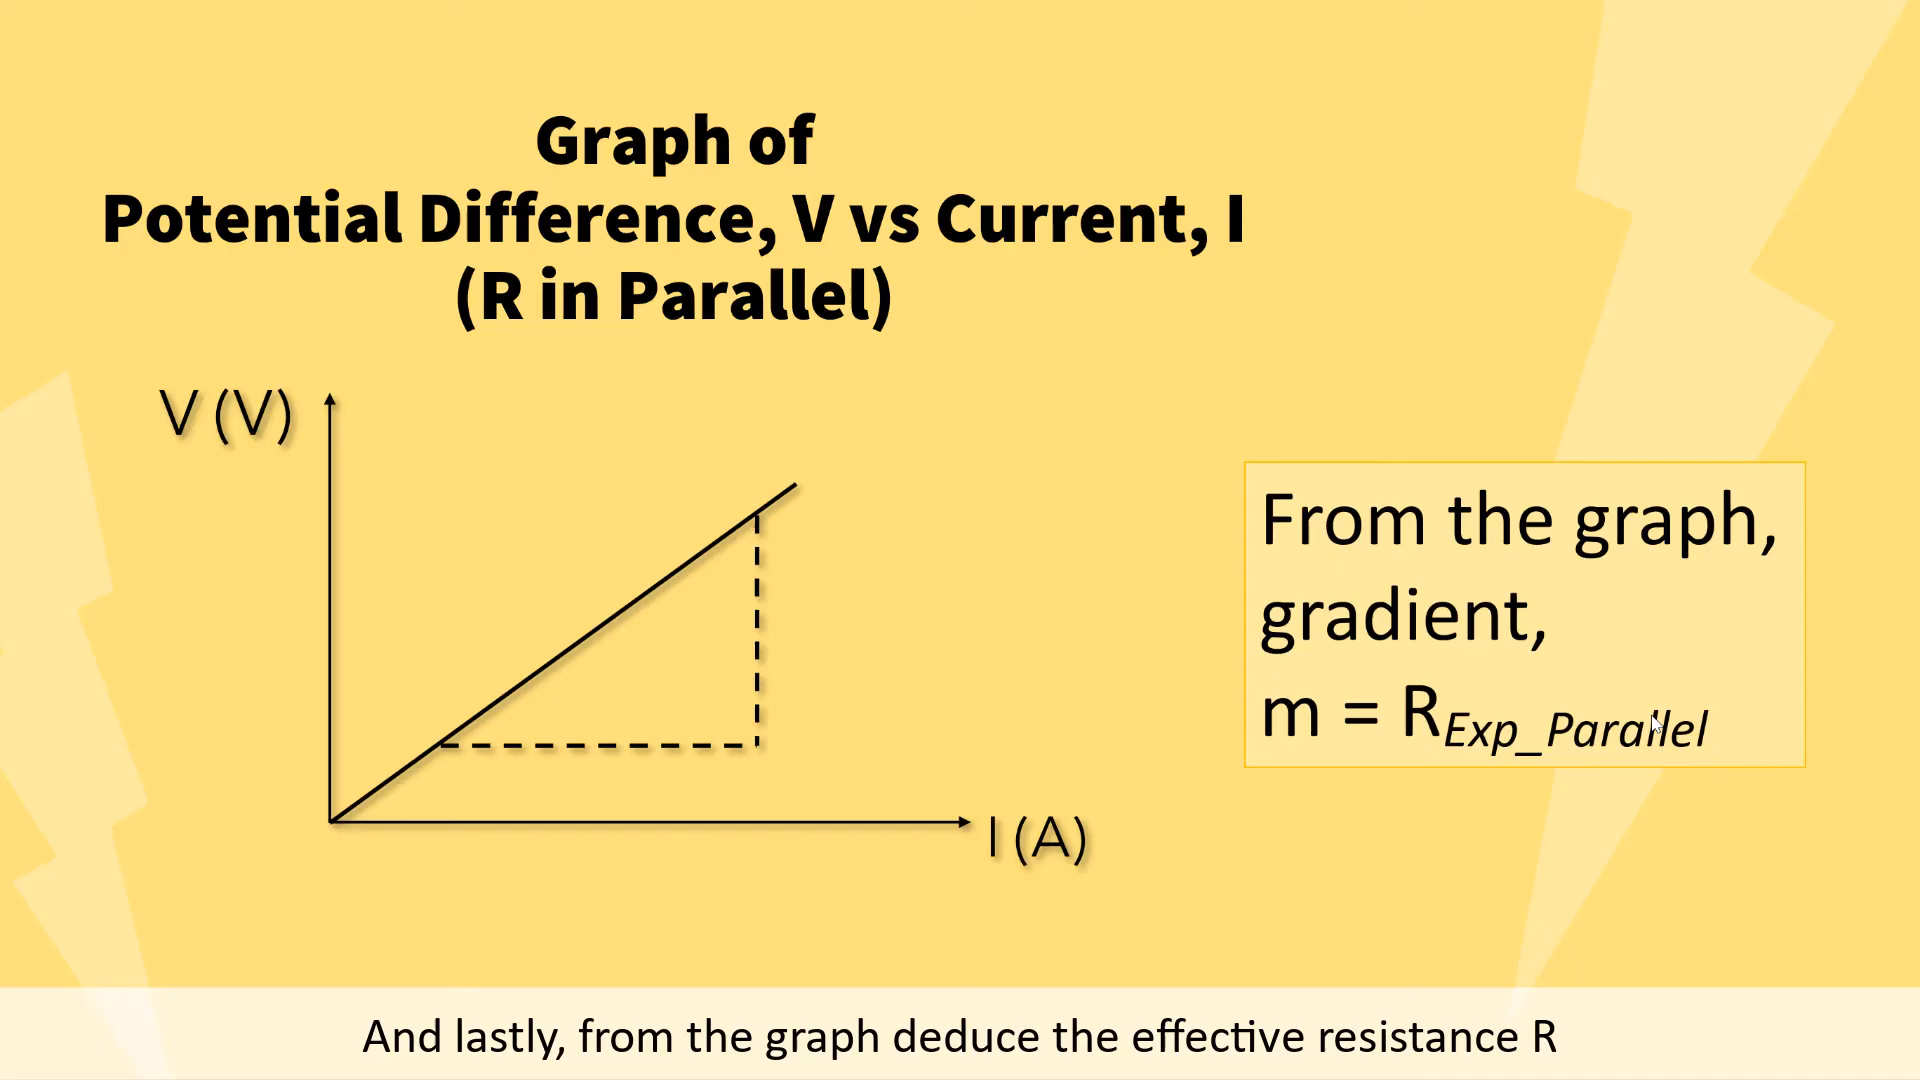 Graph of
Potential Difference, V vs Current, I
(R in Parallel)
V (V)
I (A)
From the graph,
gradient,
m = R_Exp_Parallel
And lastly, from the graph deduce the effective resistance R